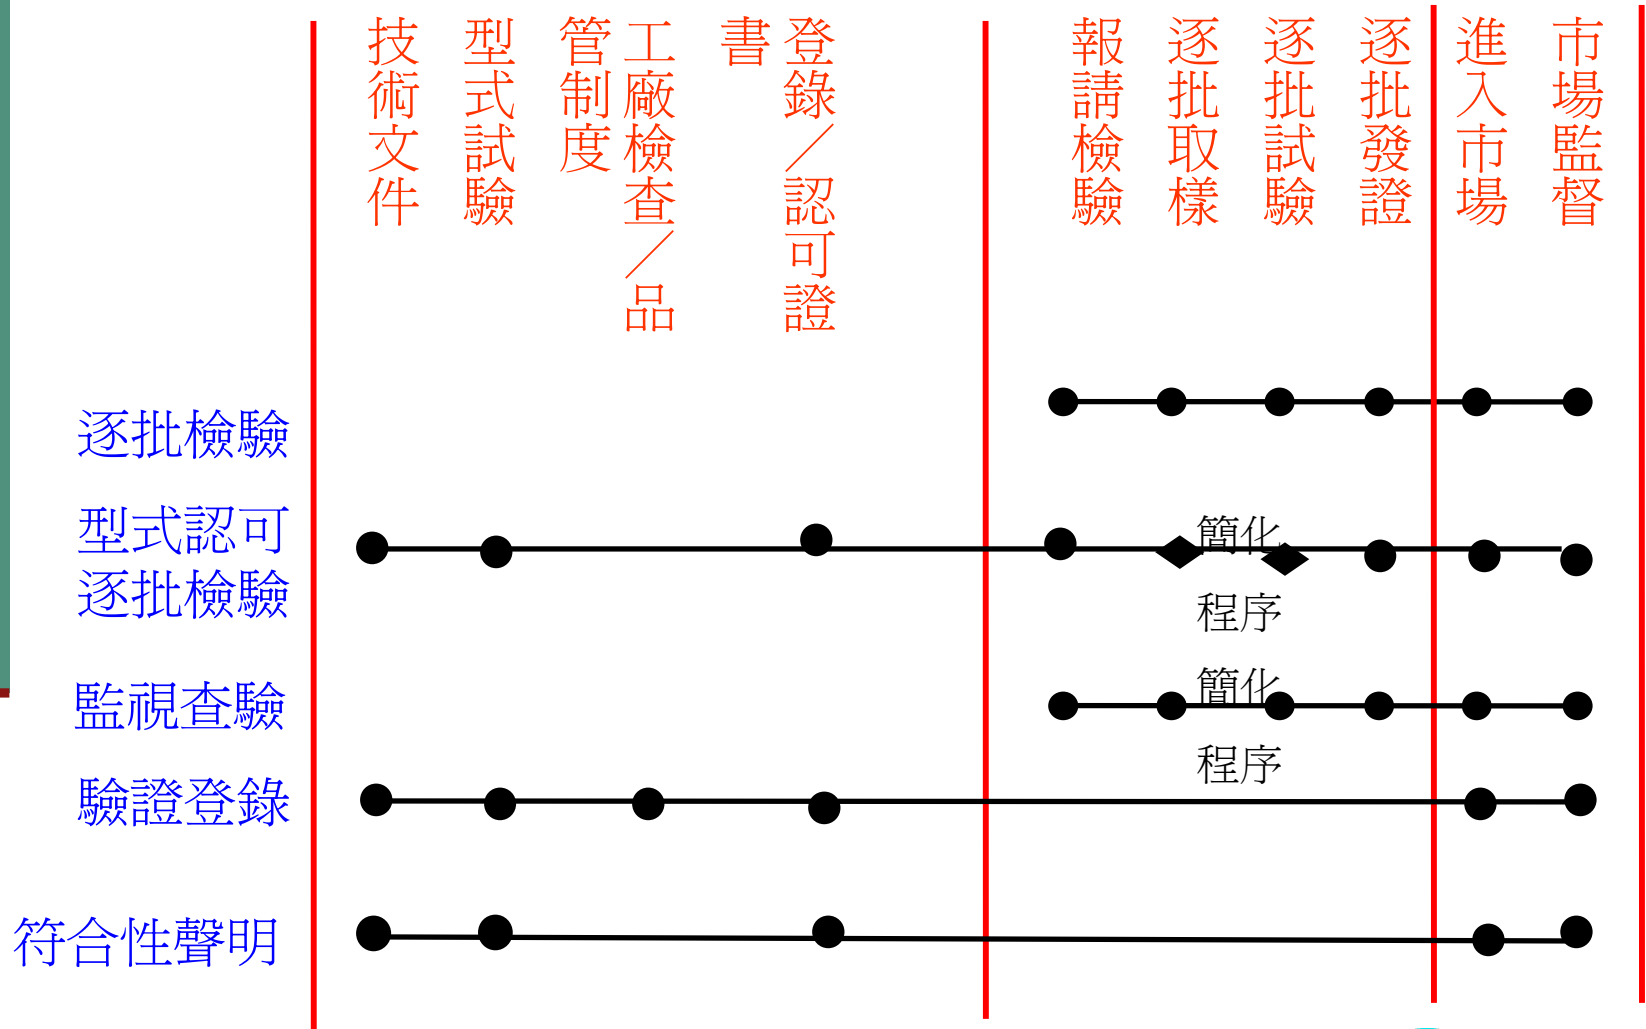 技術文件
型式試驗
工廠檢查／品
管制度
登錄／認可證
書
報請檢驗
逐批取樣
逐批試驗
逐批發證
進入市場
市場監督
逐批檢驗
型式認可
逐批檢驗
簡化
程序
監視查驗
簡化
程序
驗證登錄
符合性聲明